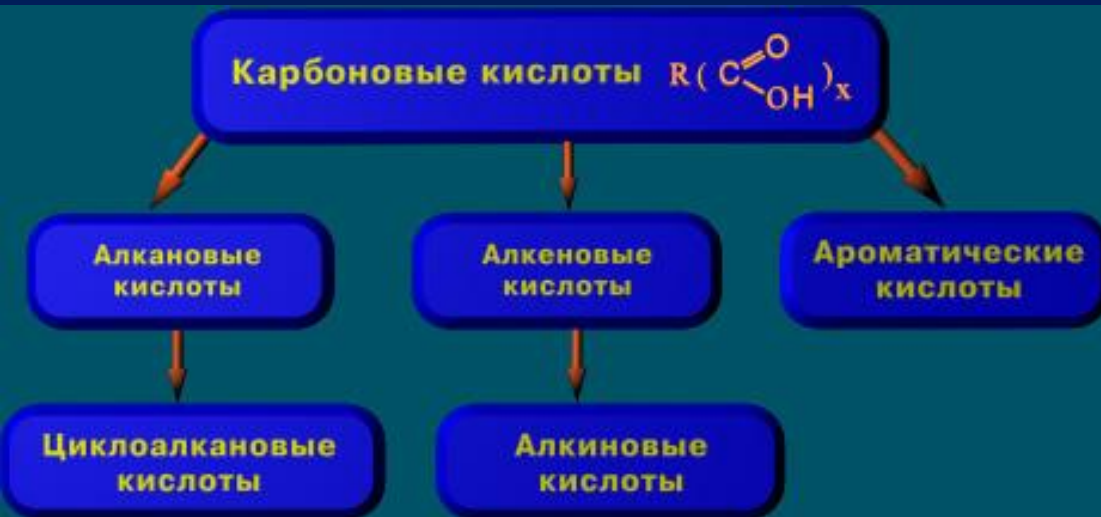 Карбоновые кислоты R( C O OH )x
Алкановые
кислоты
Алкеновые
кислоты
Ароматические
кислоты
Циклоалкановые
кислоты
Алкиновые
кислоты